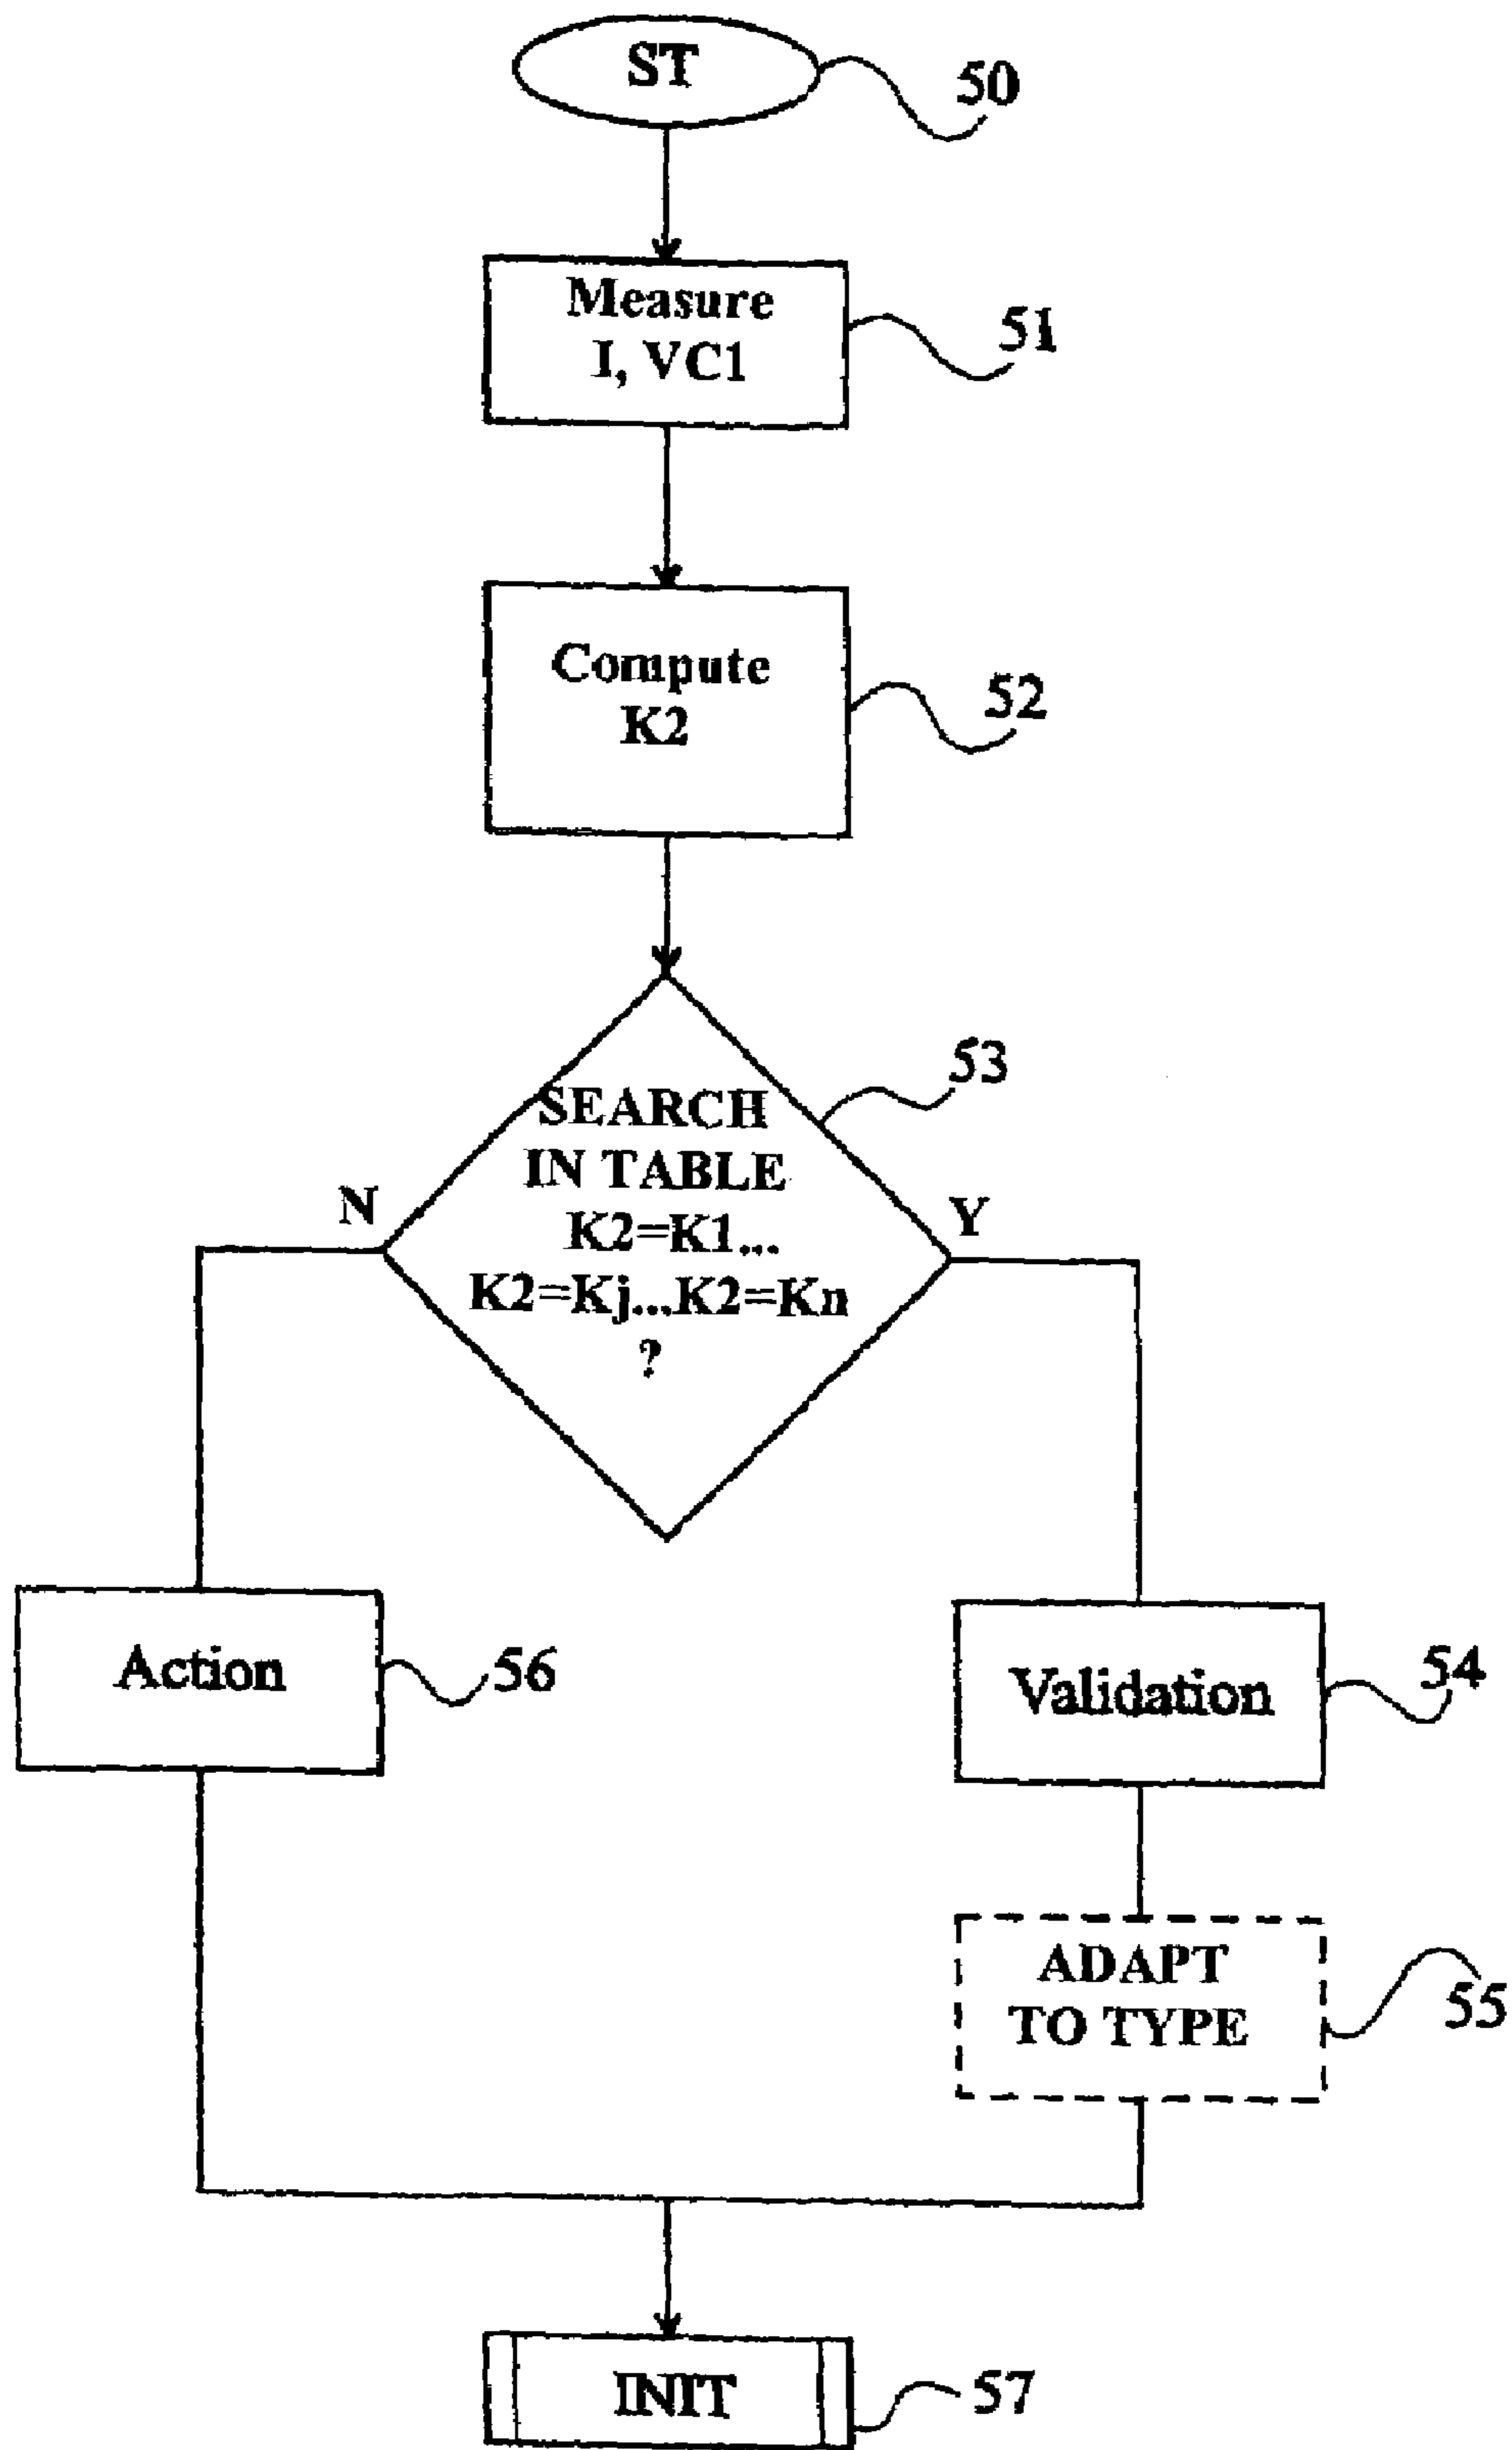 ST
50
Measure
I, VC1
51
Compute
K2
52
53
SEARCH
IN TABLE
K2=K1...
K2=Kj...K2=Kn
?
N
Y
Action
56
Validation
54
ADAPT
TO TYPE
55
INIT
57